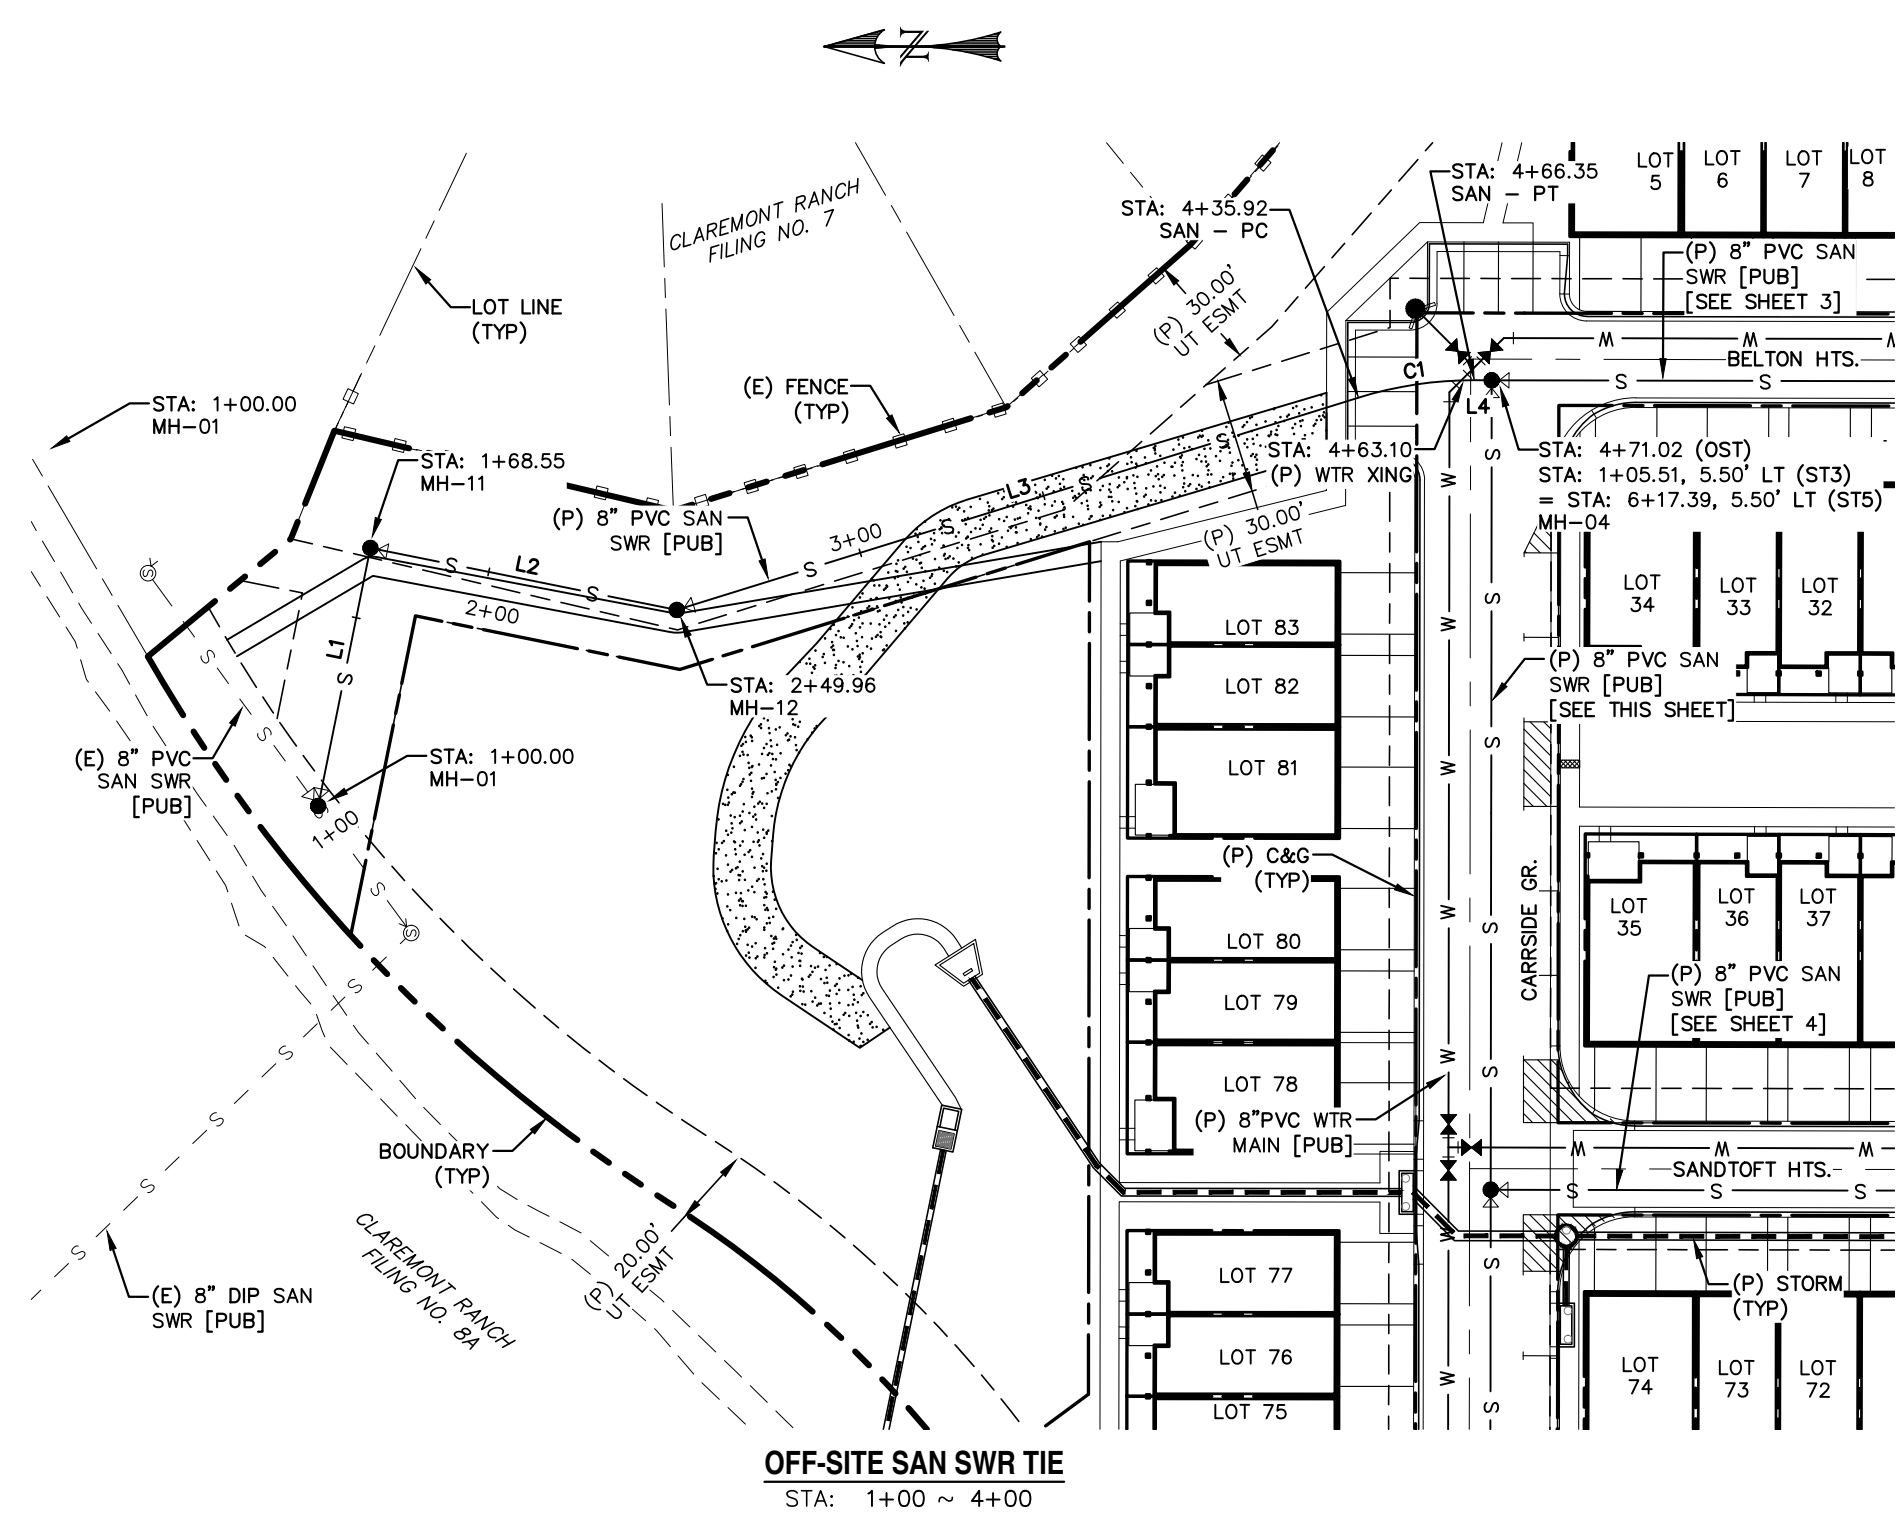 N
LOT
5
LOT
6
LOT
7
LOT
8
STA: 4+66.35
SAN - PT
STA: 4+35.92
SAN - PC
CLAREMONT RANCH
FILING NO. 7
(P) 8" PVC SAN
SWR [PUB]
[SEE SHEET 3]
(P) 30.00'
UT ESMT
LOT LINE
(TYP)
W W W
BELTON HTS.
C1
S S
L4
(E) FENCE
(TYP)
STA: 1+00.00
MH-01
STA: 1+68.55
MH-11
STA: 4+63.10
(P) WTR XING
STA: 4+71.02 (OST)
STA: 1+05.51, 5.50' LT (ST3)
= STA: 6+17.39, 5.50' LT (ST5)
MH-04
(P) 8" PVC SAN
SWR [PUB]
3+00
L3
S S S S
(P) 30.00'
UT ESMT
S L2 S
2+00
L1
S
STA: 2+49.96
MH-12
LOT 83
LOT 82
LOT 81
LOT
34
LOT
33
LOT
32
(P) 8" PVC SAN
SWR [PUB]
[SEE THIS SHEET]
(E) 8" PVC
SAN SWR
[PUB]
S S
STA: 1+00.00
MH-01
1+00
S
S
S
(P) C&G
(TYP)
CARRSIDE GR.
LOT
35
LOT
36
LOT
37
LOT 80
LOT 79
LOT 78
(P) 8" PVC SAN
SWR [PUB]
[SEE SHEET 4]
W W W W W W
S S S S S S S
(P) 8"PVC WTR
MAIN [PUB]
W W W
SANDTOFT HTS.
S S S
BOUNDARY
(TYP)
S S S S S
CLAREMONT RANCH
FILING NO. 8A
(P) 20.00'
UT ESMT
(E) 8" DIP SAN
SWR [PUB]
LOT 77
LOT 76
LOT 75
(P) STORM
(TYP)
LOT
74
LOT
73
LOT
72
OFF-SITE SAN SWR TIE
STA: 1+00 ~ 4+00